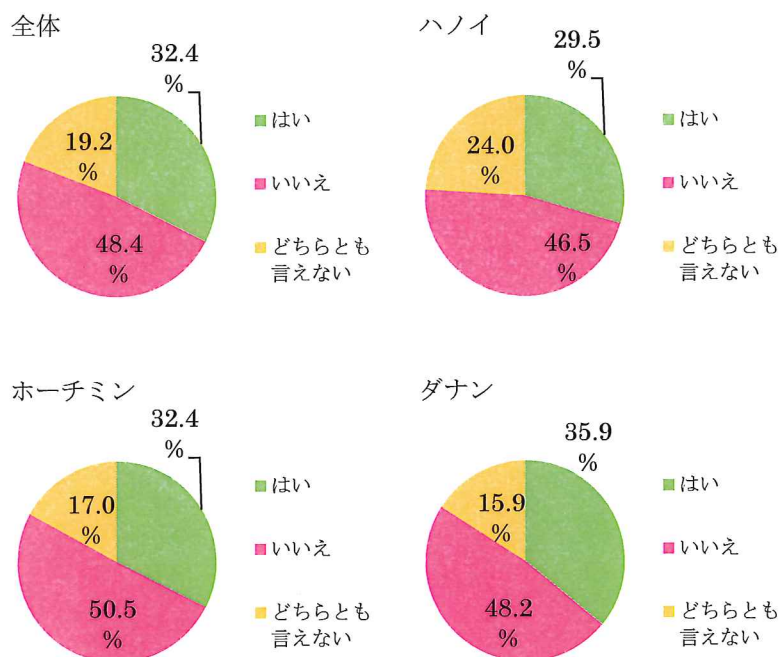 全体
32.4
%
19.2
%
48.4
%
はい
いいえ
どちらとも
言えない
ハノイ
29.5
%
24.0
%
46.5
%
はい
いいえ
どちらとも
言えない
ホーチミン
32.4
%
17.0
%
50.5
%
はい
いいえ
どちらとも
言えない
ダナン
35.9
%
15.9
%
48.2
%
はい
いいえ
どちらとも
言えない